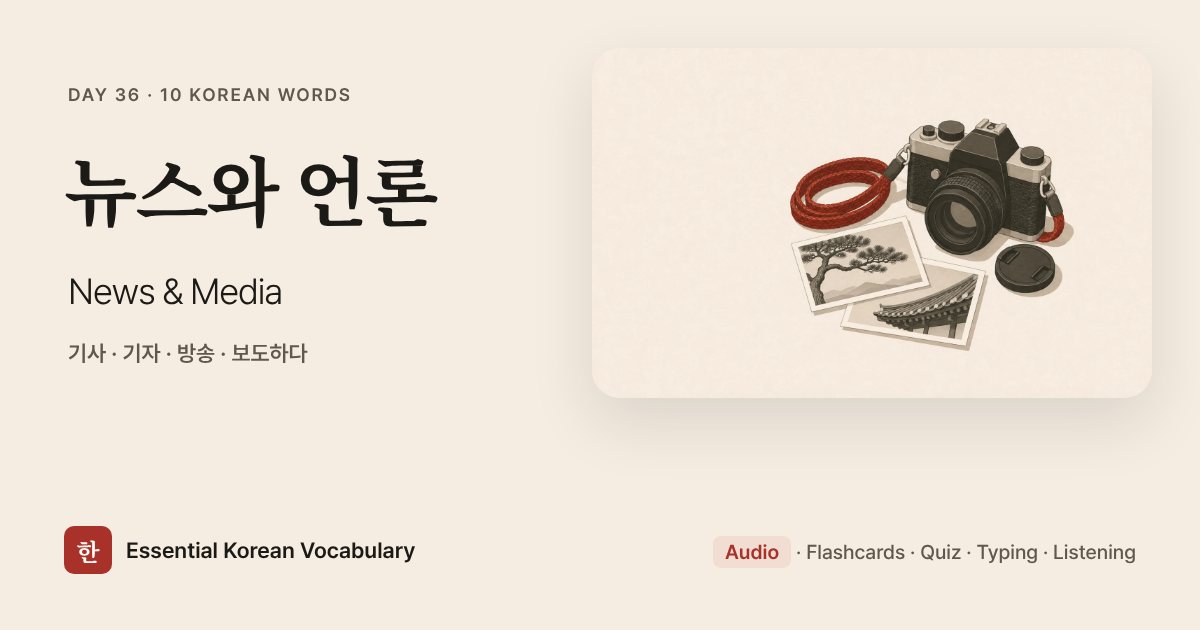 DAY 36 · 10 KOREAN WORDS
뉴스와 언론
News & Media
기사 · 기자 · 방송 · 보도하다
한 Essential Korean Vocabulary
Audio · Flashcards · Quiz · Typing · Listening